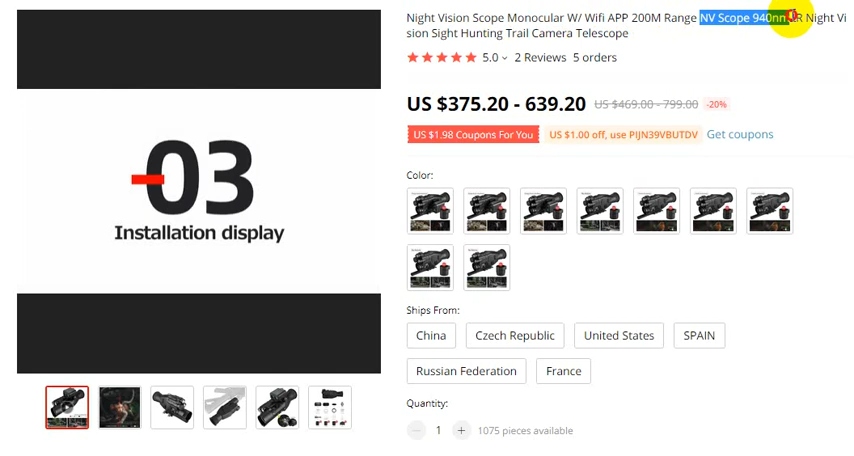 Night Vision Scope Monocular W/ Wifi APP 200M Range NV Scope 940nm IR Night Vi
sion Sight Hunting Trail Camera Telescope
5.0 2 Reviews 5 orders
US $375.20 - 639.20 US $469.00 - 799.00 -20%
US $1.98 Coupons For You US $1.00 off, use PIJN39VBUTDV Get coupons
03
Installation display
Color:
Ships From:
China Czech Republic United States SPAIN
Russian Federation France
Quantity:
− 1 + 1075 pieces available